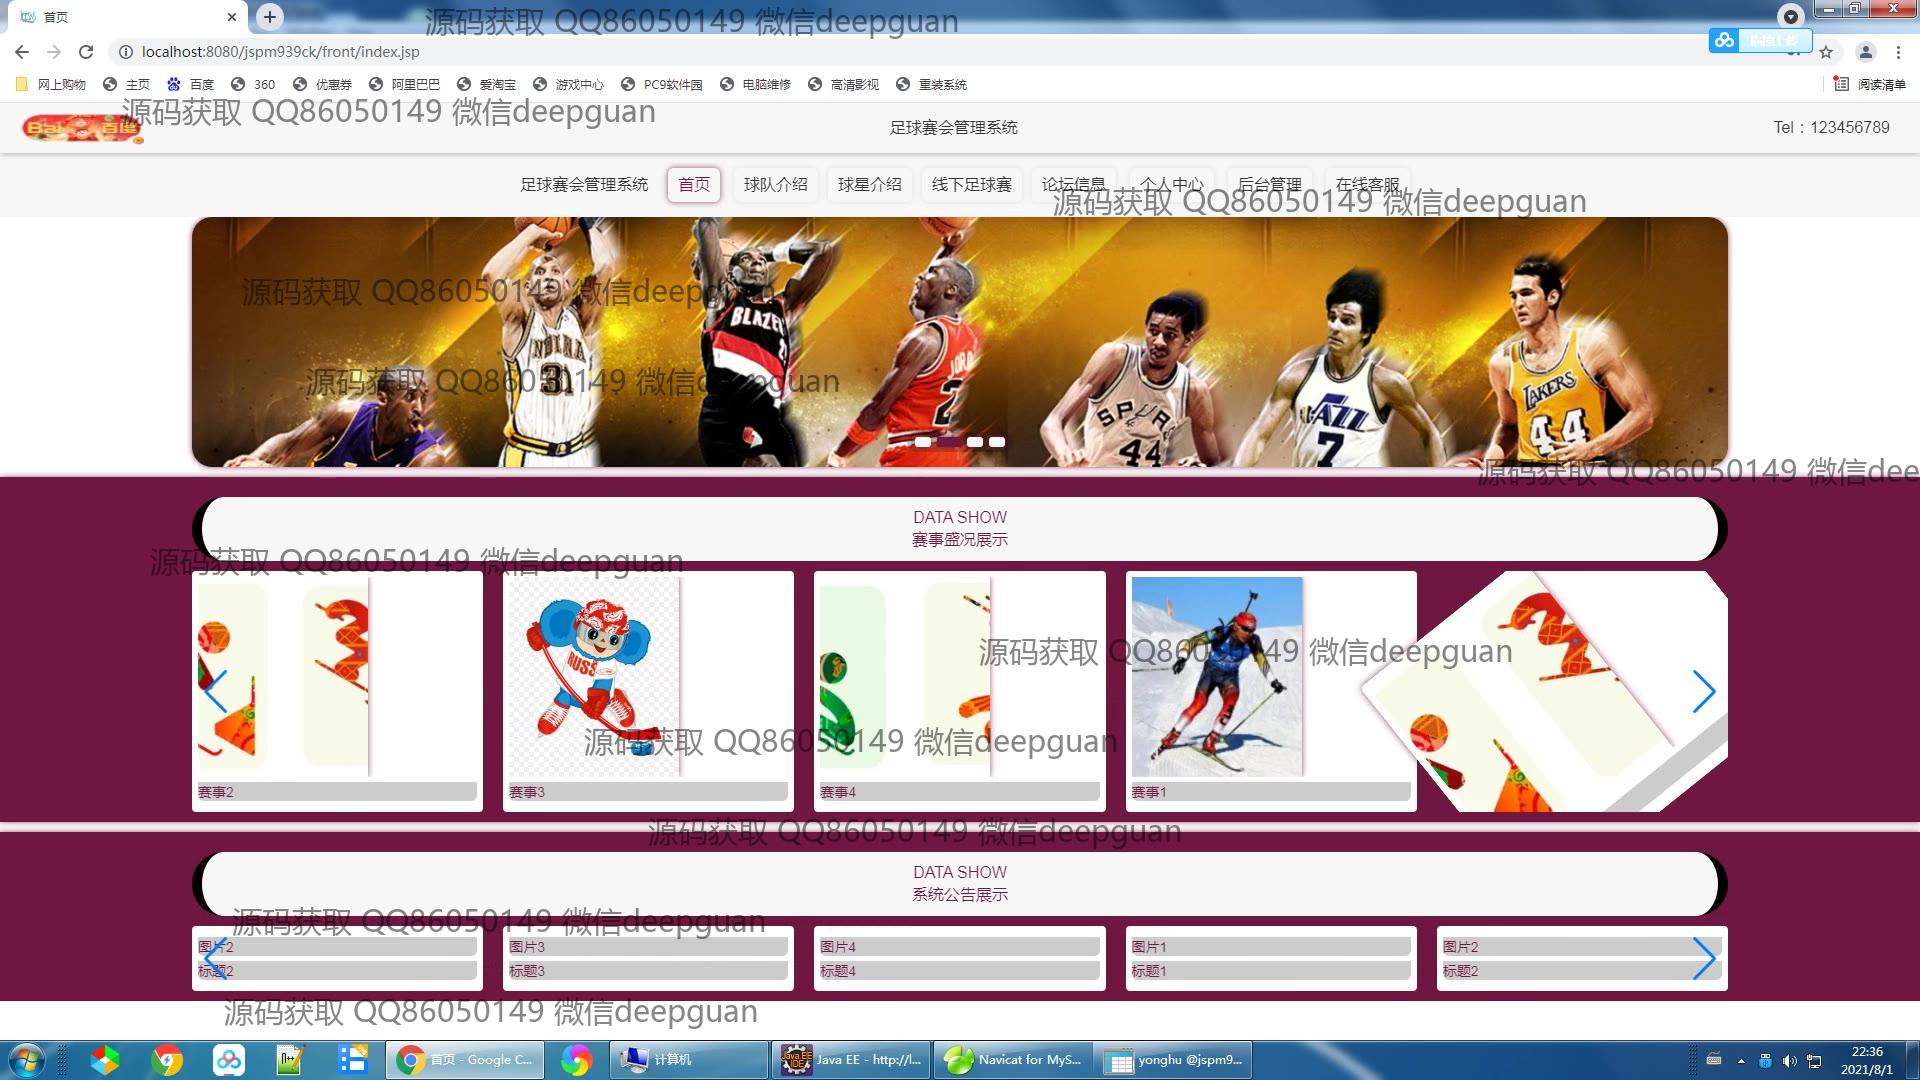 首页
源码获取 QQ86050149 微信deepguan
localhost:8080/jspm939ck/front/index.jsp
网上购物 主页 百度 360 优惠券 阿里巴巴 爱淘宝 游戏中心 PC9软件园 电脑维修 高清影视 重装系统 阅读清单
源码获取 QQ86050149 微信deepguan
Bai 百度 足球赛会管理系统 Tel：123456789
足球赛会管理系统 首页 球队介绍 球星介绍 线下足球赛 论坛信息 个人中心 后台管理 在线客服
源码获取 QQ86050149 微信deepguan
源码获取 QQ86050149 微信deepguan
BLAZE
INDIANA
31
JORD
2
源码获取 QQ86050149 微信deepguan
SPURS
44
JAZZ
7
LAKERS
44
源码获取 QQ86050149 微信dee
DATA SHOW
赛事盛况展示
源码获取 QQ86050149 微信deepguan
RUSS
源码获取 QQ86050149 微信deepguan
源码获取 QQ86050149 微信deepguan
赛事2 赛事3 赛事4 赛事1
源码获取 QQ86050149 微信deepguan
DATA SHOW
系统公告展示
源码获取 QQ86050149 微信deepguan
图片2 图片3 图片4 图片1 图片2
标题2 标题3 标题4 标题1 标题2
源码获取 QQ86050149 微信deepguan
首页 - Google C... 计算机 Java EE IDE Java EE - http://l... Navicat for MyS... yonghu @jspm9...
22:36
2021/8/1